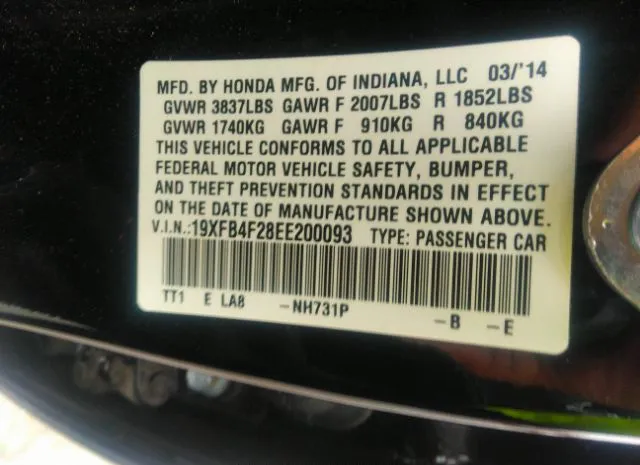 MFD. BY HONDA MFG. OF INDIANA, LLC 03/'14
GVWR 3837LBS GAWR F 2007LBS R 1852LBS
GVWR 1740KG GAWR F 910KG R 840KG
THIS VEHICLE CONFORMS TO ALL APPLICABLE
FEDERAL MOTOR VEHICLE SAFETY, BUMPER,
AND THEFT PREVENTION STANDARDS IN EFFECT
ON THE DATE OF MANUFACTURE SHOWN ABOVE.
V.I.N.:19XFB4F28EE200093 TYPE: PASSENGER CAR
TT1 E LA8 -NH731P -B -E